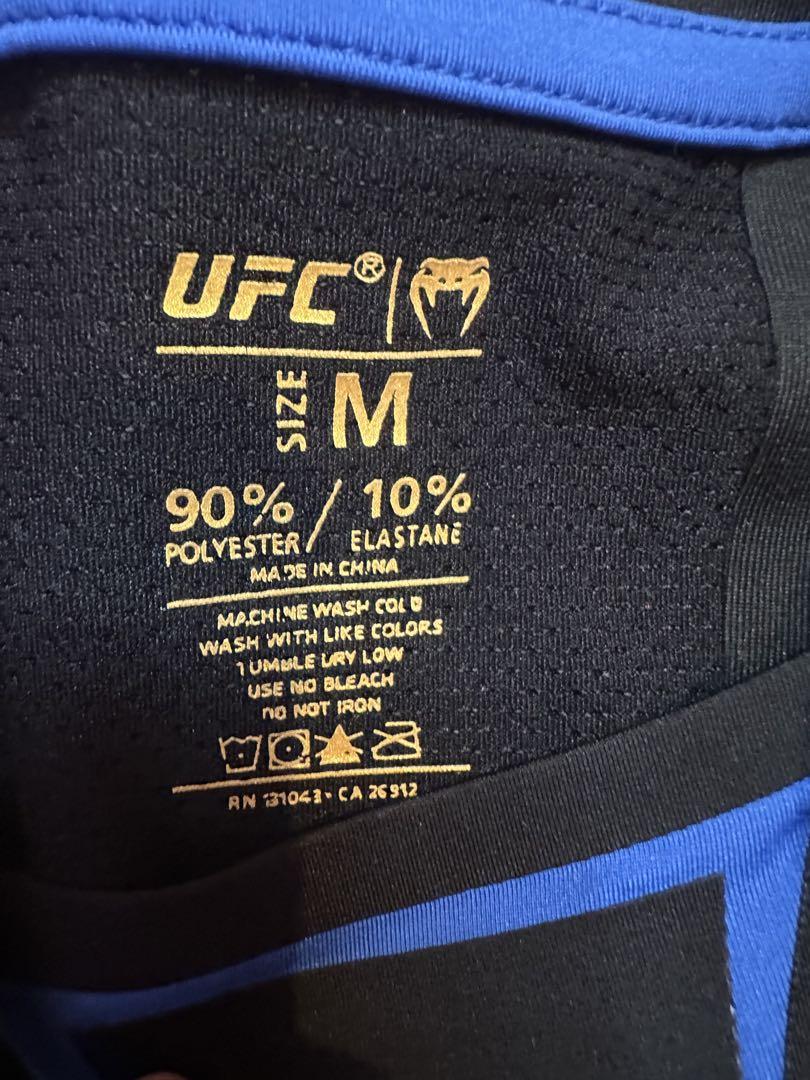 UFC®
SIZE M
90% / 10%
POLYESTER ELASTANE
MADE IN CHINA
MACHINE WASH COLD
WASH WITH LIKE COLORS
TUMBLE DRY LOW
USE NO BLEACH
DO NOT IRON
RN 131043 - CA 26912